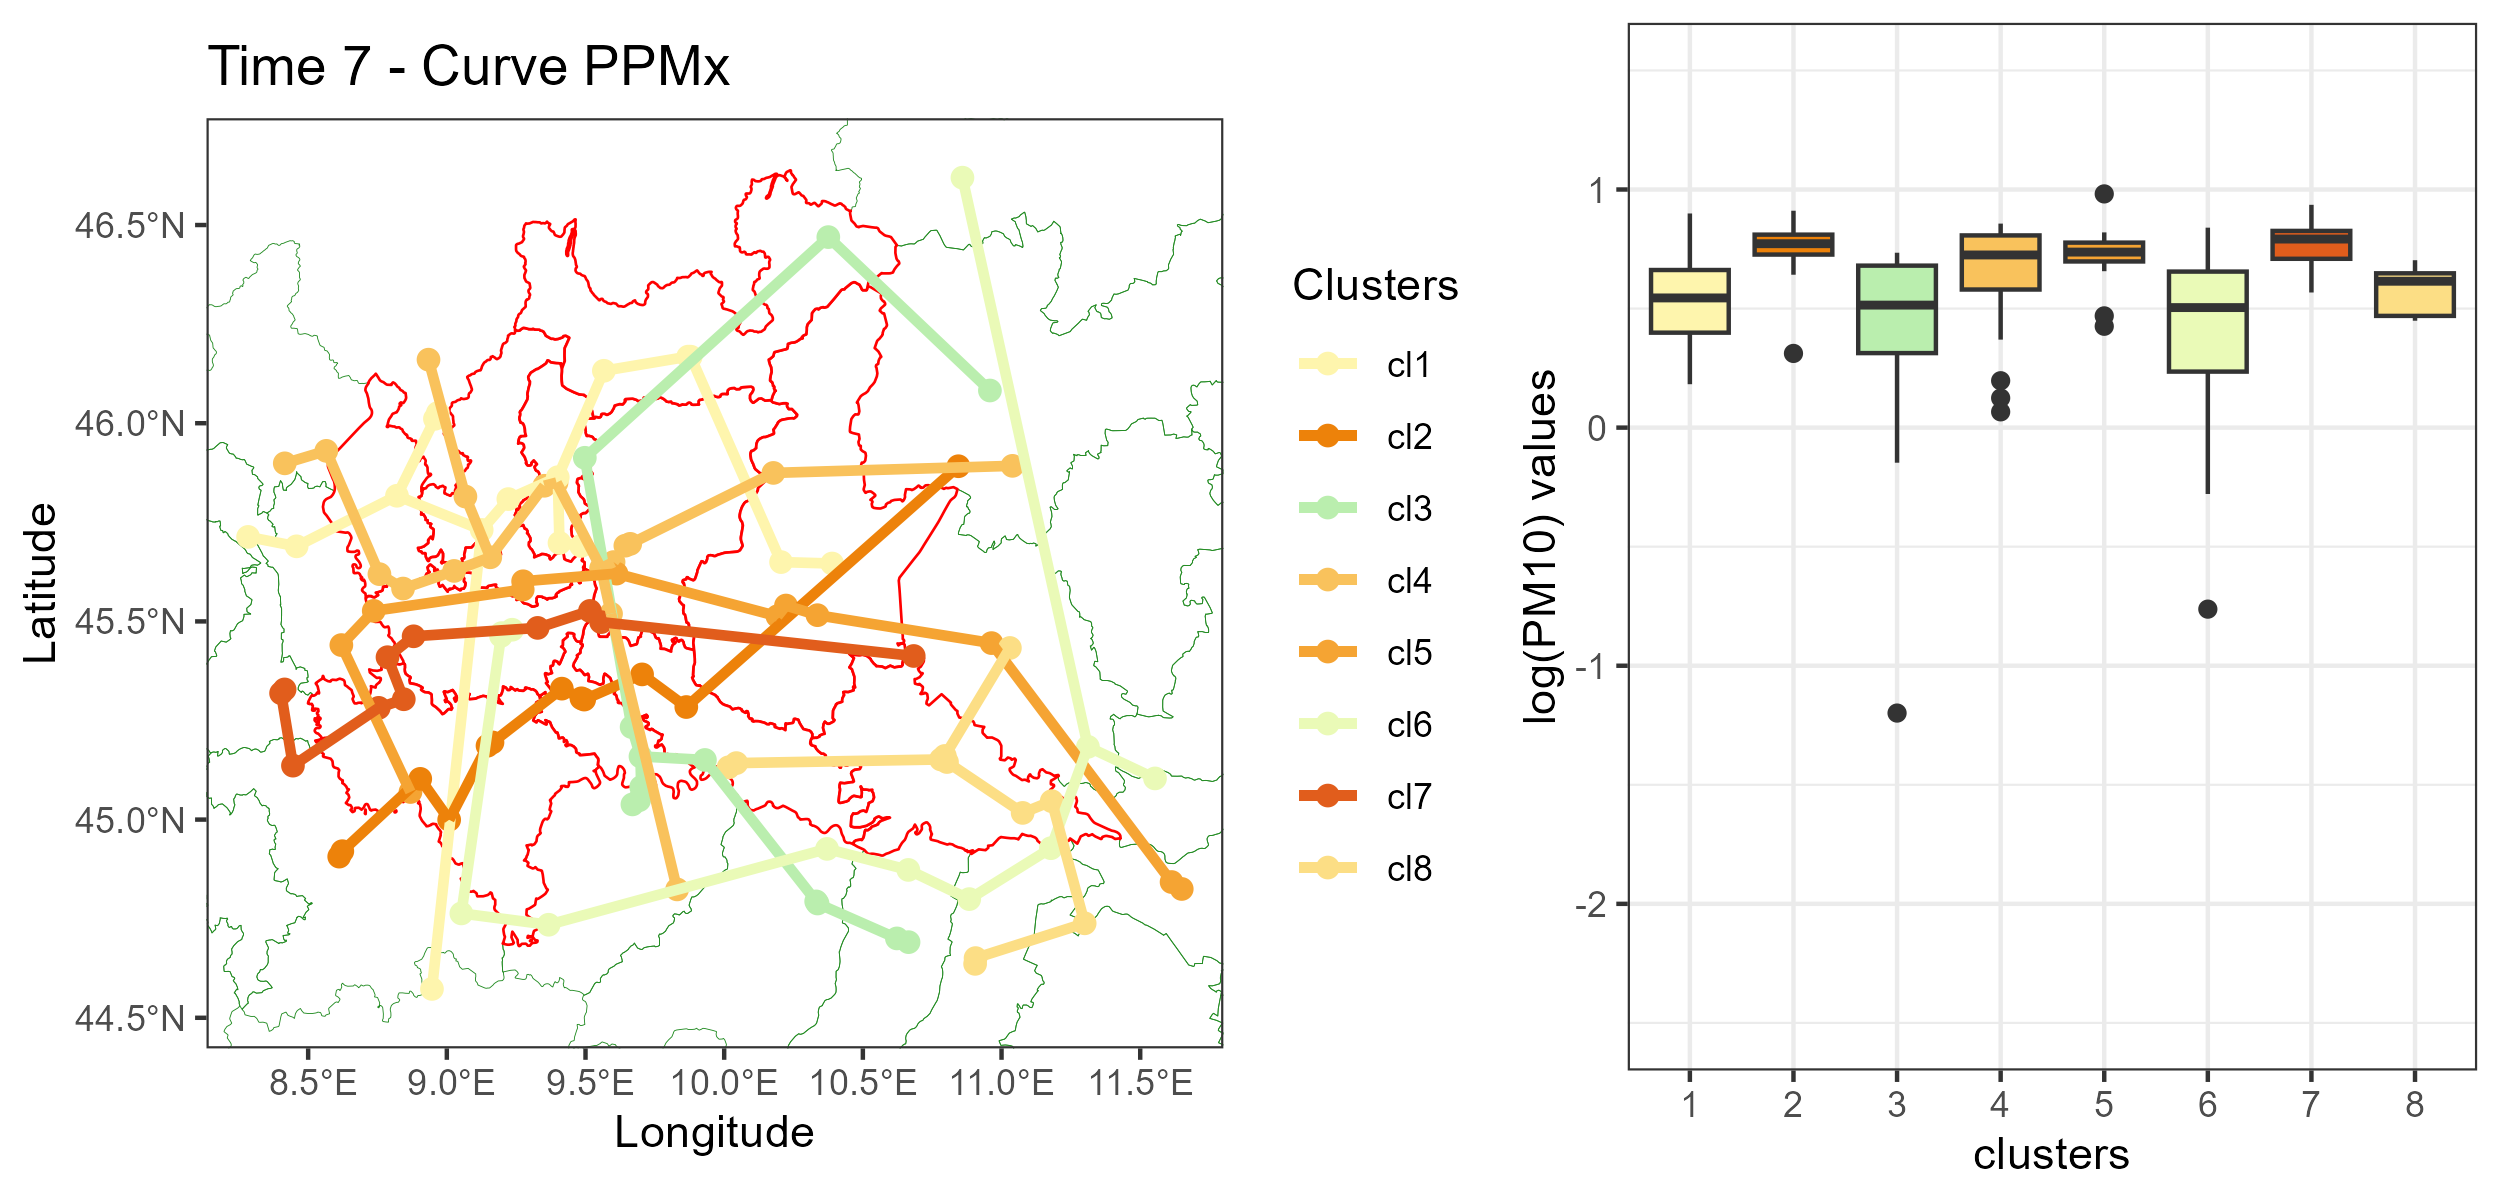 Time 7 - Curve PPMx
Latitude
46.5°N
46.0°N
45.5°N
45.0°N
44.5°N
8.5°E 9.0°E 9.5°E 10.0°E 10.5°E 11.0°E 11.5°E
Longitude
Clusters
cl1
cl2
cl3
cl4
cl5
cl6
cl7
cl8
log(PM10) values
1
0
-1
-2
1 2 3 4 5 6 7 8
clusters